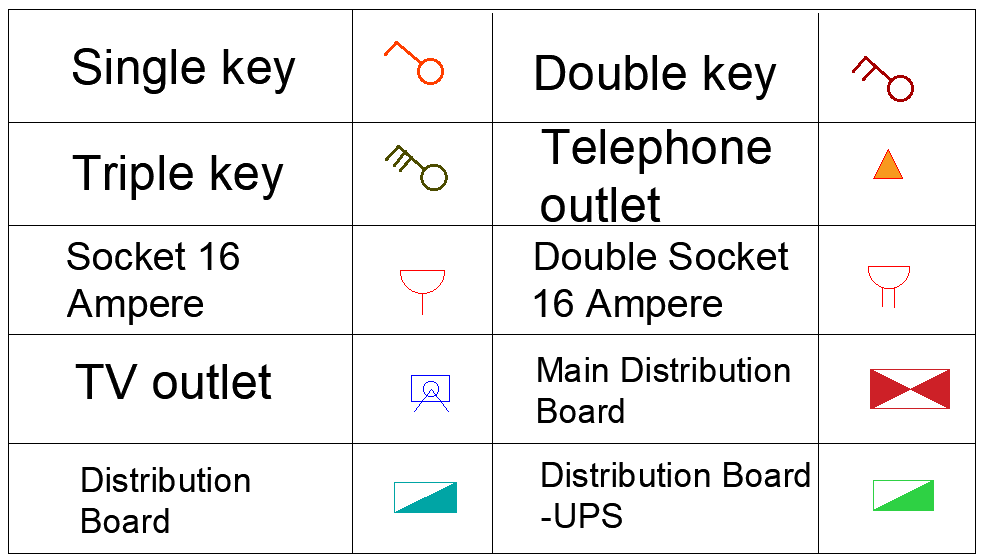 Single key
Double key
Triple key
Telephone
outlet
Socket 16
Ampere
Double Socket
16 Ampere
TV outlet
Main Distribution
Board
Distribution
Board
Distribution Board
-UPS